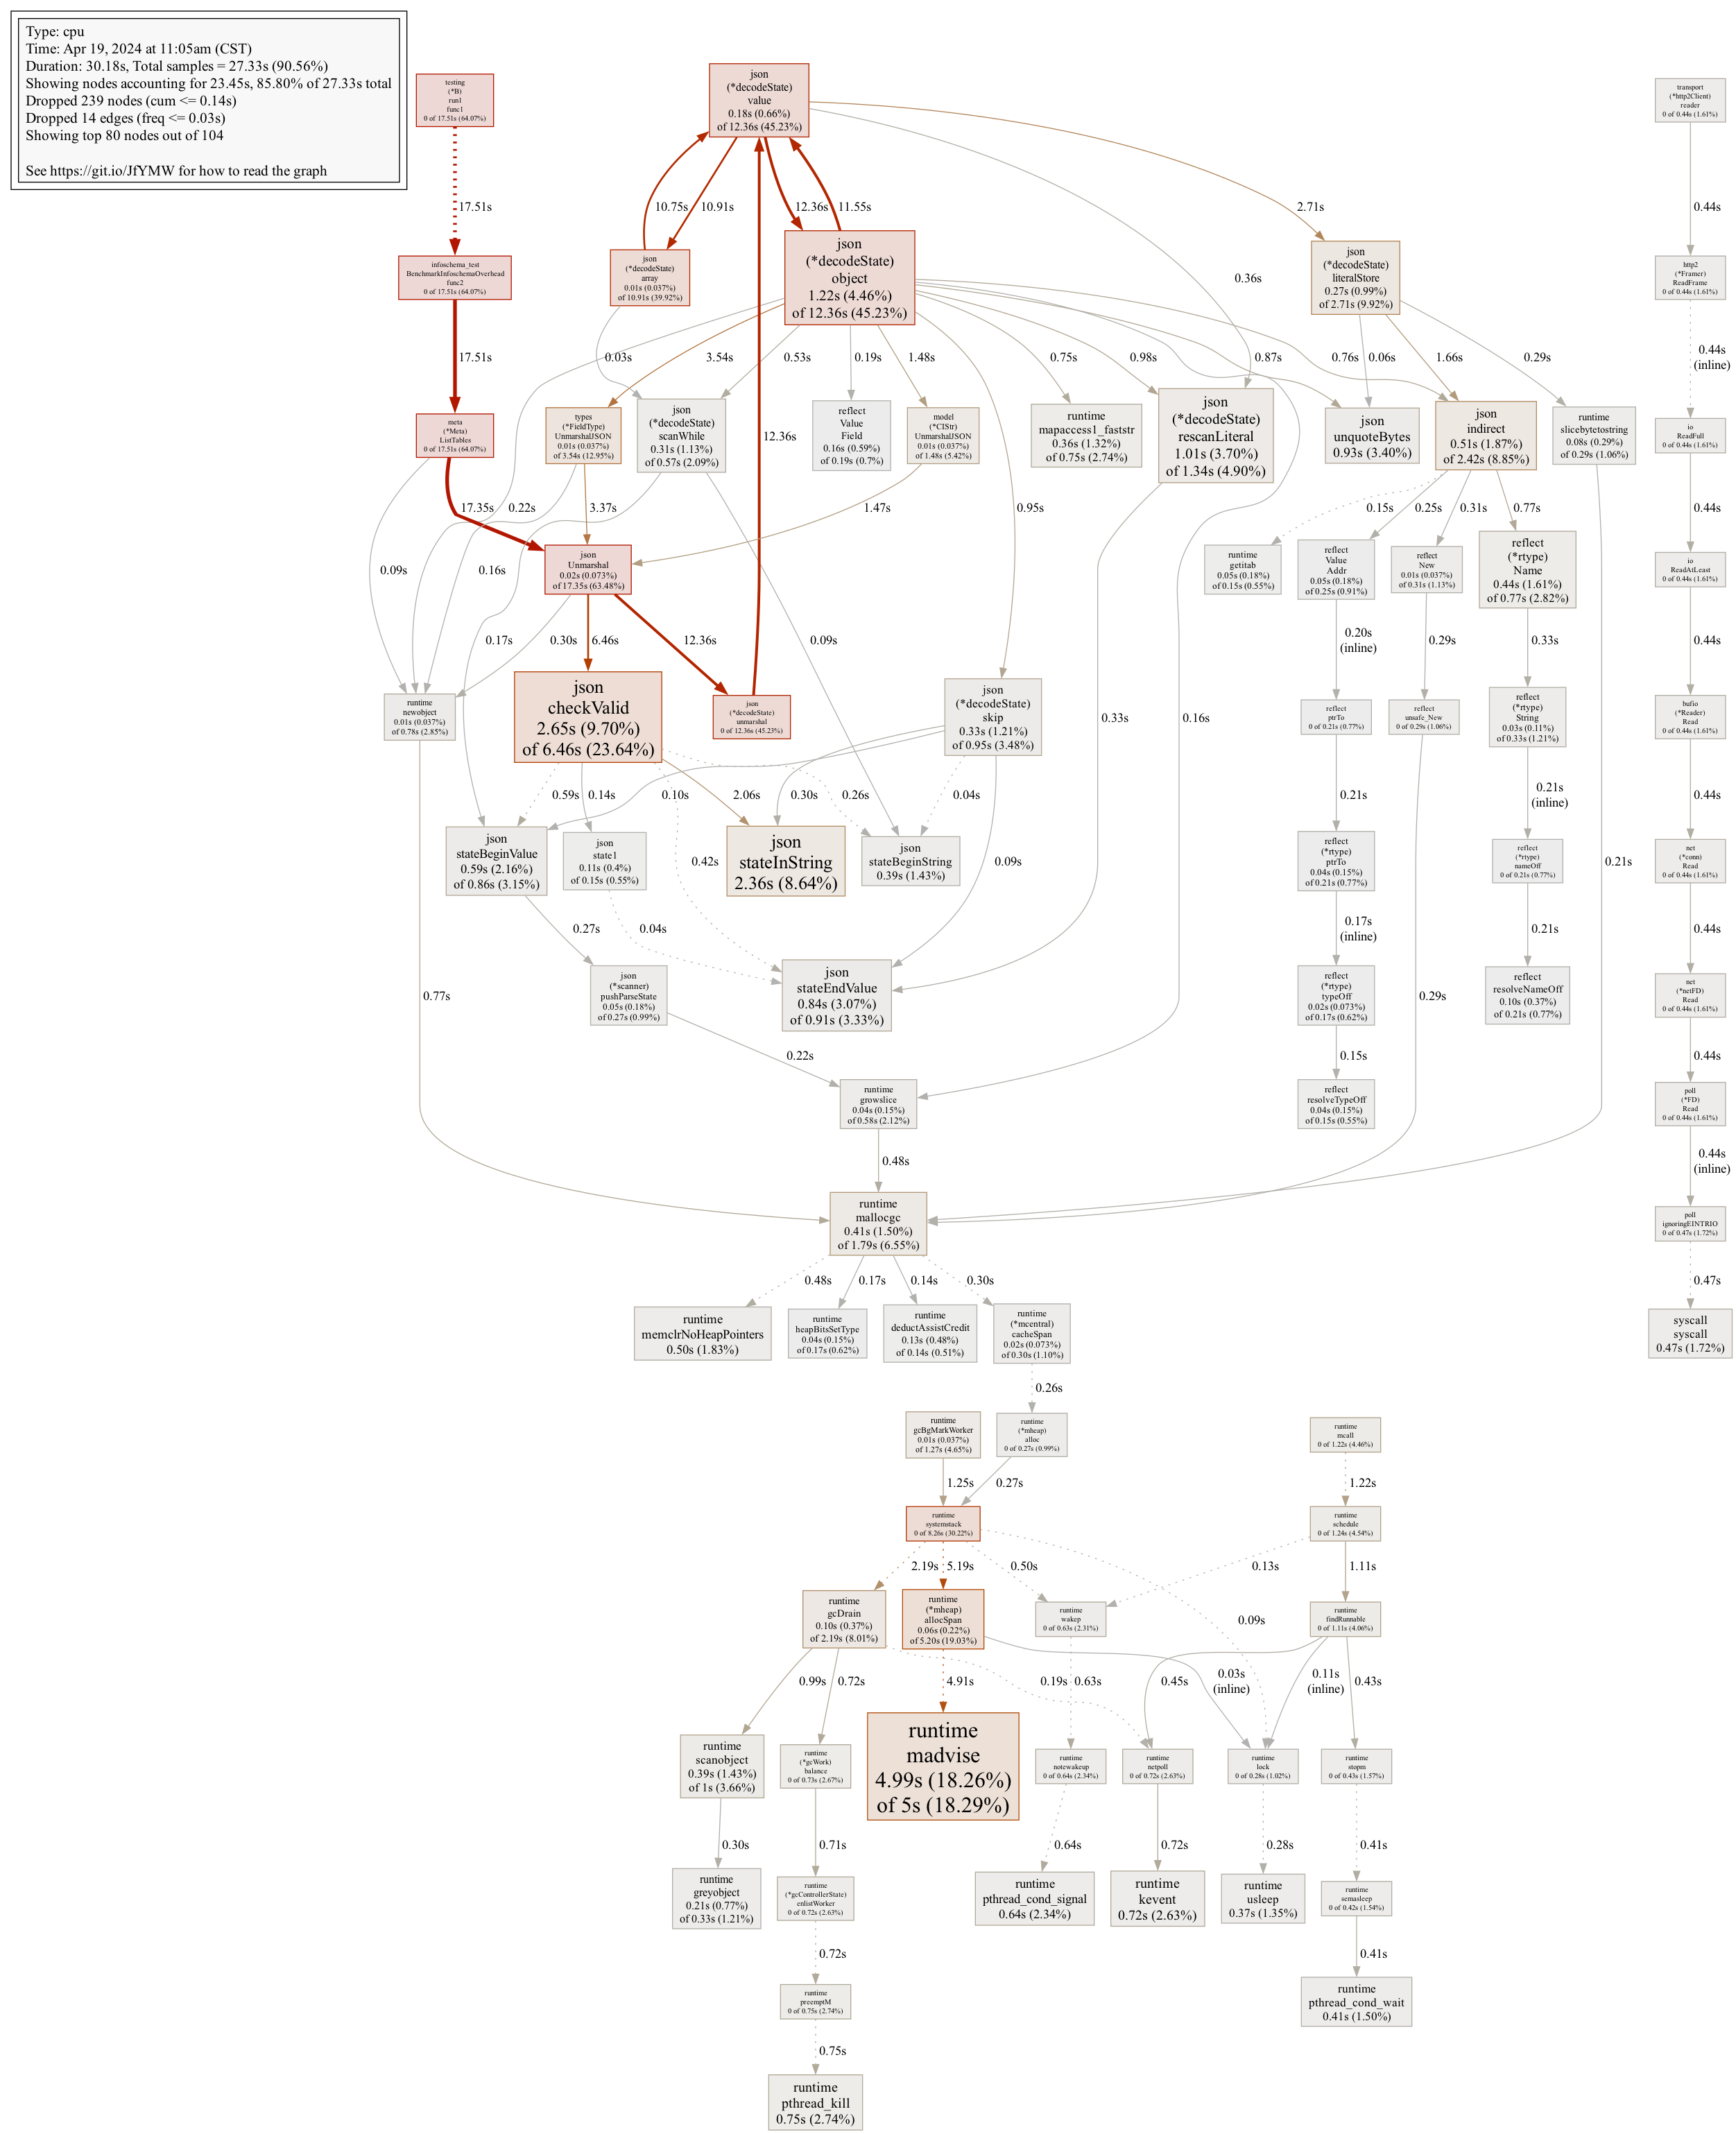 Type: cpu
Time: Apr 19, 2024 at 11:05am (CST)
Duration: 30.18s, Total samples = 27.33s (90.56%)
Showing nodes accounting for 23.45s, 85.80% of 27.33s total
Dropped 239 nodes (cum <= 0.14s)
Dropped 14 edges (freq <= 0.03s)
Showing top 80 nodes out of 104
See https://git.io/JfYMW for how to read the graph
testing
(*B)
run1
func1
0 of 17.51s (64.07%)
json
(*decodeState)
value
0.18s (0.66%)
of 12.36s (45.23%)
transport
(*http2Client)
reader
0 of 0.44s (1.61%)
17.51s
10.75s
10.91s
12.36s
11.55s
2.71s
0.44s
infoschema_test
BenchmarkInfoschemaOverhead
func2
0 of 17.51s (64.07%)
json
(*decodeState)
array
0.01s (0.037%)
of 10.91s (39.92%)
json
(*decodeState)
object
1.22s (4.46%)
of 12.36s (45.23%)
0.36s
json
(*decodeState)
literalStore
0.27s (0.99%)
of 2.71s (9.92%)
http2
(*Framer)
ReadFrame
0 of 0.44s (1.61%)
17.51s
0.03s
3.54s
0.53s
0.19s
1.48s
0.75s
0.98s
0.87s
0.76s
0.06s
1.66s
0.29s
0.44s
(inline)
meta
(*Meta)
ListTables
0 of 17.51s (64.07%)
types
(*FieldType)
UnmarshalJSON
0.01s (0.037%)
of 3.54s (12.95%)
json
(*decodeState)
scanWhile
0.31s (1.13%)
of 0.57s (2.09%)
12.36s
reflect
Value
Field
0.16s (0.59%)
of 0.19s (0.7%)
model
(*CIStr)
UnmarshalJSON
0.01s (0.037%)
of 1.48s (5.42%)
runtime
mapaccess1_faststr
0.36s (1.32%)
of 0.75s (2.74%)
json
(*decodeState)
rescanLiteral
1.01s (3.70%)
of 1.34s (4.90%)
json
unquoteBytes
0.93s (3.40%)
json
indirect
0.51s (1.87%)
of 2.42s (8.85%)
runtime
slicebytetostring
0.08s (0.29%)
of 0.29s (1.06%)
io
ReadFull
0 of 0.44s (1.61%)
17.35s
0.22s
3.37s
1.47s
0.95s
0.15s
0.25s
0.31s
0.77s
0.44s
0.09s
0.16s
json
Unmarshal
0.02s (0.073%)
of 17.35s (63.48%)
runtime
getitab
0.05s (0.18%)
of 0.15s (0.55%)
reflect
Value
Addr
0.05s (0.18%)
of 0.25s (0.91%)
reflect
New
0.01s (0.037%)
of 0.31s (1.13%)
reflect
(*rtype)
Name
0.44s (1.61%)
of 0.77s (2.82%)
io
ReadAtLeast
0 of 0.44s (1.61%)
0.17s
0.30s
6.46s
12.36s
0.09s
0.20s
(inline)
0.29s
0.33s
0.44s
runtime
newobject
0.01s (0.037%)
of 0.78s (2.85%)
json
checkValid
2.65s (9.70%)
of 6.46s (23.64%)
json
(*decodeState)
unmarshal
0 of 12.36s (45.23%)
json
(*decodeState)
skip
0.33s (1.21%)
of 0.95s (3.48%)
0.33s
0.16s
reflect
ptrTo
0 of 0.21s (0.77%)
reflect
unsafe_New
0 of 0.29s (1.06%)
reflect
(*rtype)
String
0.03s (0.11%)
of 0.33s (1.21%)
bufio
(*Reader)
Read
0 of 0.44s (1.61%)
0.59s
0.14s
0.10s
2.06s
0.30s
0.26s
0.04s
0.21s
0.21s
(inline)
0.44s
json
stateBeginValue
0.59s (2.16%)
of 0.86s (3.15%)
json
state1
0.11s (0.4%)
of 0.15s (0.55%)
0.42s
json
stateInString
2.36s (8.64%)
json
stateBeginString
0.39s (1.43%)
0.09s
reflect
(*rtype)
ptrTo
0.04s (0.15%)
of 0.21s (0.77%)
reflect
(*rtype)
nameOff
0 of 0.21s (0.77%)
0.21s
net
(*conn)
Read
0 of 0.44s (1.61%)
0.27s
0.04s
0.17s
(inline)
0.21s
0.44s
0.77s
json
(*scanner)
pushParseState
0.05s (0.18%)
of 0.27s (0.99%)
json
stateEndValue
0.84s (3.07%)
of 0.91s (3.33%)
reflect
(*rtype)
typeOff
0.02s (0.073%)
of 0.17s (0.62%)
0.29s
reflect
resolveNameOff
0.10s (0.37%)
of 0.21s (0.77%)
net
(*netFD)
Read
0 of 0.44s (1.61%)
0.22s
0.15s
0.44s
runtime
growslice
0.04s (0.15%)
of 0.58s (2.12%)
reflect
resolveTypeOff
0.04s (0.15%)
of 0.15s (0.55%)
poll
(*FD)
Read
0 of 0.44s (1.61%)
0.48s
0.44s
(inline)
runtime
mallocgc
0.41s (1.50%)
of 1.79s (6.55%)
poll
ignoringEINTRIO
0 of 0.47s (1.72%)
0.48s
0.17s
0.14s
0.30s
0.47s
runtime
memclrNoHeapPointers
0.50s (1.83%)
runtime
heapBitsSetType
0.04s (0.15%)
of 0.17s (0.62%)
runtime
deductAssistCredit
0.13s (0.48%)
of 0.14s (0.51%)
runtime
(*mcentral)
cacheSpan
0.02s (0.073%)
of 0.30s (1.10%)
syscall
syscall
0.47s (1.72%)
0.26s
runtime
gcBgMarkWorker
0.01s (0.037%)
of 1.27s (4.65%)
runtime
(*mheap)
alloc
0 of 0.27s (0.99%)
runtime
mcall
0 of 1.22s (4.46%)
1.25s
0.27s
1.22s
runtime
systemstack
0 of 8.26s (30.22%)
runtime
schedule
0 of 1.24s (4.54%)
2.19s
5.19s
0.50s
0.13s
1.11s
runtime
gcDrain
0.10s (0.37%)
of 2.19s (8.01%)
runtime
(*mheap)
allocSpan
0.06s (0.22%)
of 5.20s (19.03%)
runtime
wakep
0 of 0.63s (2.31%)
0.09s
runtime
findRunnable
0 of 1.11s (4.06%)
0.99s
0.72s
4.91s
0.19s
0.63s
0.45s
0.03s
(inline)
0.11s
(inline)
0.43s
runtime
scanobject
0.39s (1.43%)
of 1s (3.66%)
runtime
(*gcWork)
balance
0 of 0.73s (2.67%)
runtime
madvise
4.99s (18.26%)
of 5s (18.29%)
runtime
notewakeup
0 of 0.64s (2.34%)
runtime
netpoll
0 of 0.72s (2.63%)
runtime
lock
0 of 0.28s (1.02%)
runtime
stopm
0 of 0.43s (1.57%)
0.30s
0.71s
0.64s
0.72s
0.28s
0.41s
runtime
greyobject
0.21s (0.77%)
of 0.33s (1.21%)
runtime
(*gcControllerState)
enlistWorker
0 of 0.72s (2.63%)
runtime
pthread_cond_signal
0.64s (2.34%)
runtime
kevent
0.72s (2.63%)
runtime
usleep
0.37s (1.35%)
runtime
semasleep
0 of 0.42s (1.54%)
0.72s
0.41s
runtime
preemptM
0 of 0.75s (2.74%)
runtime
pthread_cond_wait
0.41s (1.50%)
0.75s
runtime
pthread_kill
0.75s (2.74%)